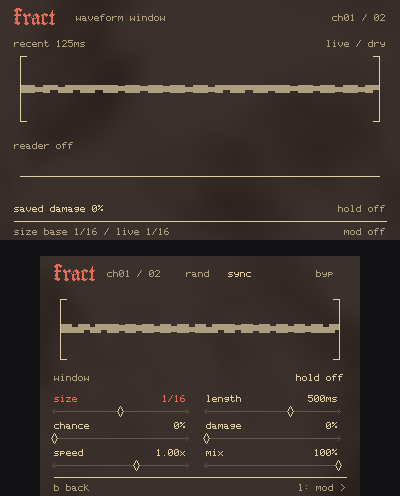 fract waveform window ch01 / 02
recent 125ms live / dry
reader off
saved damage 0% hold off
size base 1/16 / live 1/16 mod off
fract ch01 / 02 rand sync byp
window hold off
size 1/16 length 500ms
chance 0% damage 0%
speed 1.00x mix 100%
b back l: mod >